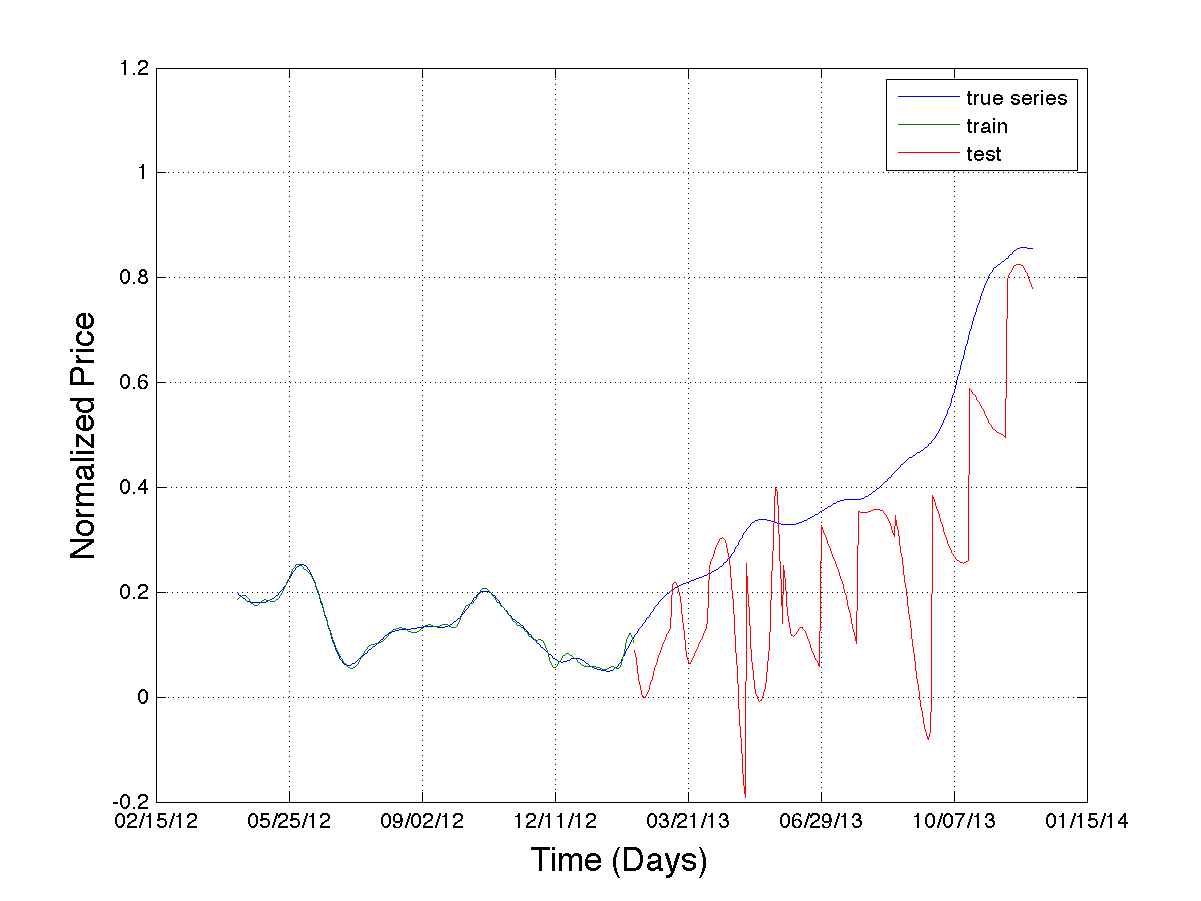 1.2
1
0.8
0.6
0.4
0.2
0
-0.2
Normalized Price
true series
train
test
02/15/12 05/25/12 09/02/12 12/11/12 03/21/13 06/29/13 10/07/13 01/15/14
Time (Days)